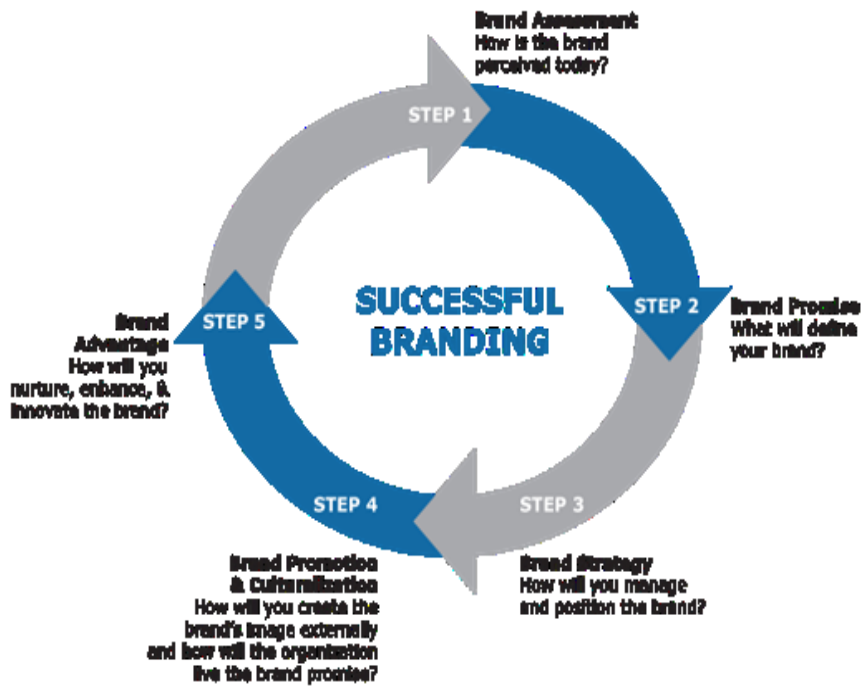 Brand Assessment
How is the brand
perceived today?
STEP 1
SUCCESSFUL
BRANDING
STEP 2
Brand Promise
What will define
your brand?
STEP 3
Brand Strategy
How will you manage
and position the brand?
STEP 4
Brand Promotion
& Culturalization
How will you create the
brand's image externally
and how will the organization
live the brand promise?
STEP 5
Brand
Advantage
How will you
nurture, enhance, &
innovate the brand?